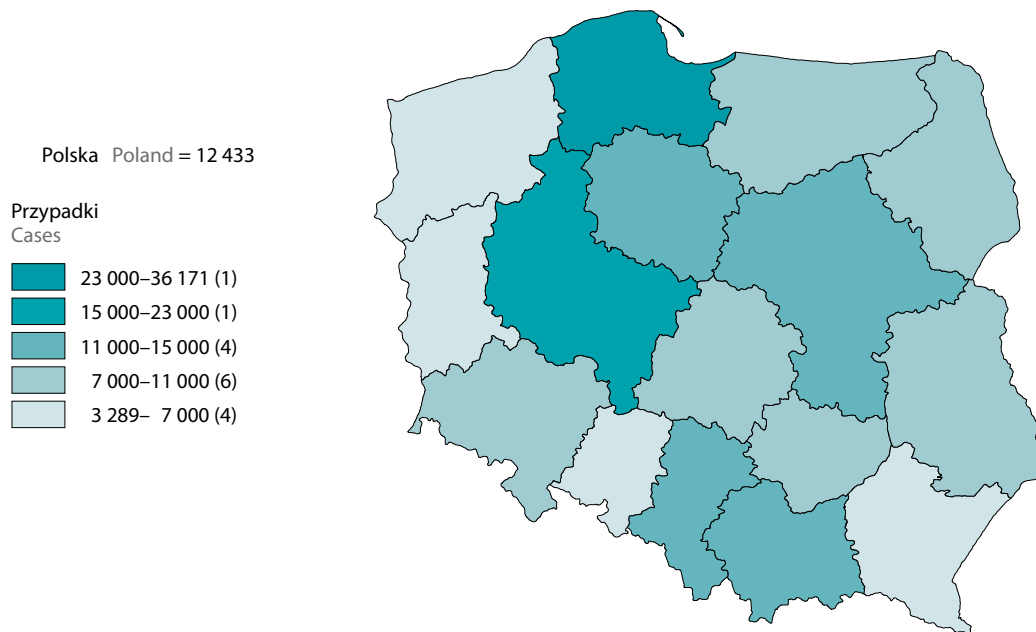 Polska Poland = 12 433
Przypadki
Cases
23 000–36 171 (1)
15 000–23 000 (1)
11 000–15 000 (4)
7 000–11 000 (6)
3 289– 7 000 (4)